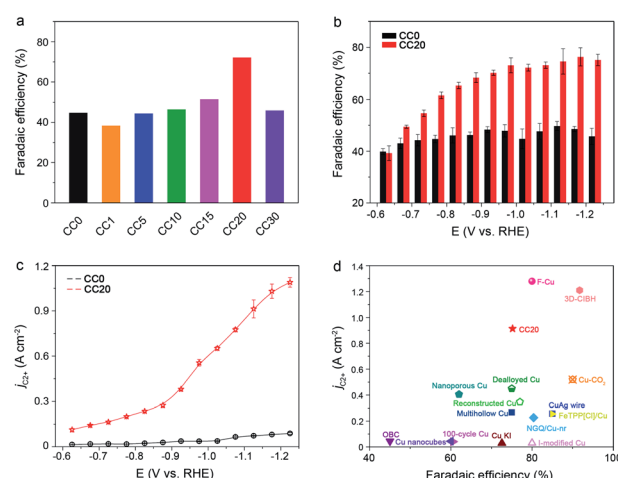 a
Faradaic efficiency (%)
80
60
40
20
0
CC0 CC1 CC5 CC10 CC15 CC20 CC30
b
Faradaic efficiency (%)
100
80
60
40
20
CC0
CC20
-0.6 -0.7 -0.8 -0.9 -1.0 -1.1 -1.2
E (V vs. RHE)
c
jC2+ (A cm-2)
1.2
0.9
0.6
0.3
0.0
CC0
CC20
-0.6 -0.7 -0.8 -0.9 -1.0 -1.1 -1.2
E (V vs. RHE)
d
jC2+ (A cm-2)
1.4
1.2
1.0
0.8
0.6
0.4
0.2
0.0
F-Cu
3D-CIBH
CC20
Dealloyed Cu
Cu-CO2
Nanoporous Cu
Reconstructed Cu
CuAg wire
Multihollow Cu
FeTPP[Cl]/Cu
NGQ/Cu-nr
OBC
100-cycle Cu
Cu nanocubes
Cu KI
I-modified Cu
40 60 80 100
Faradaic efficiency (%)